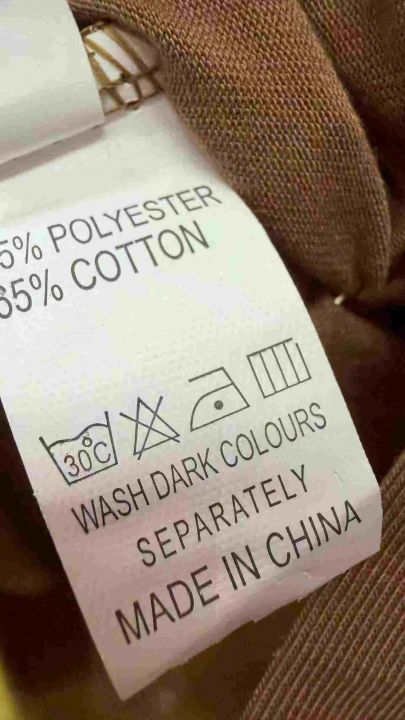 5% POLYESTER
65% COTTON
30°C
WASH DARK COLOURS
SEPARATELY
MADE IN CHINA